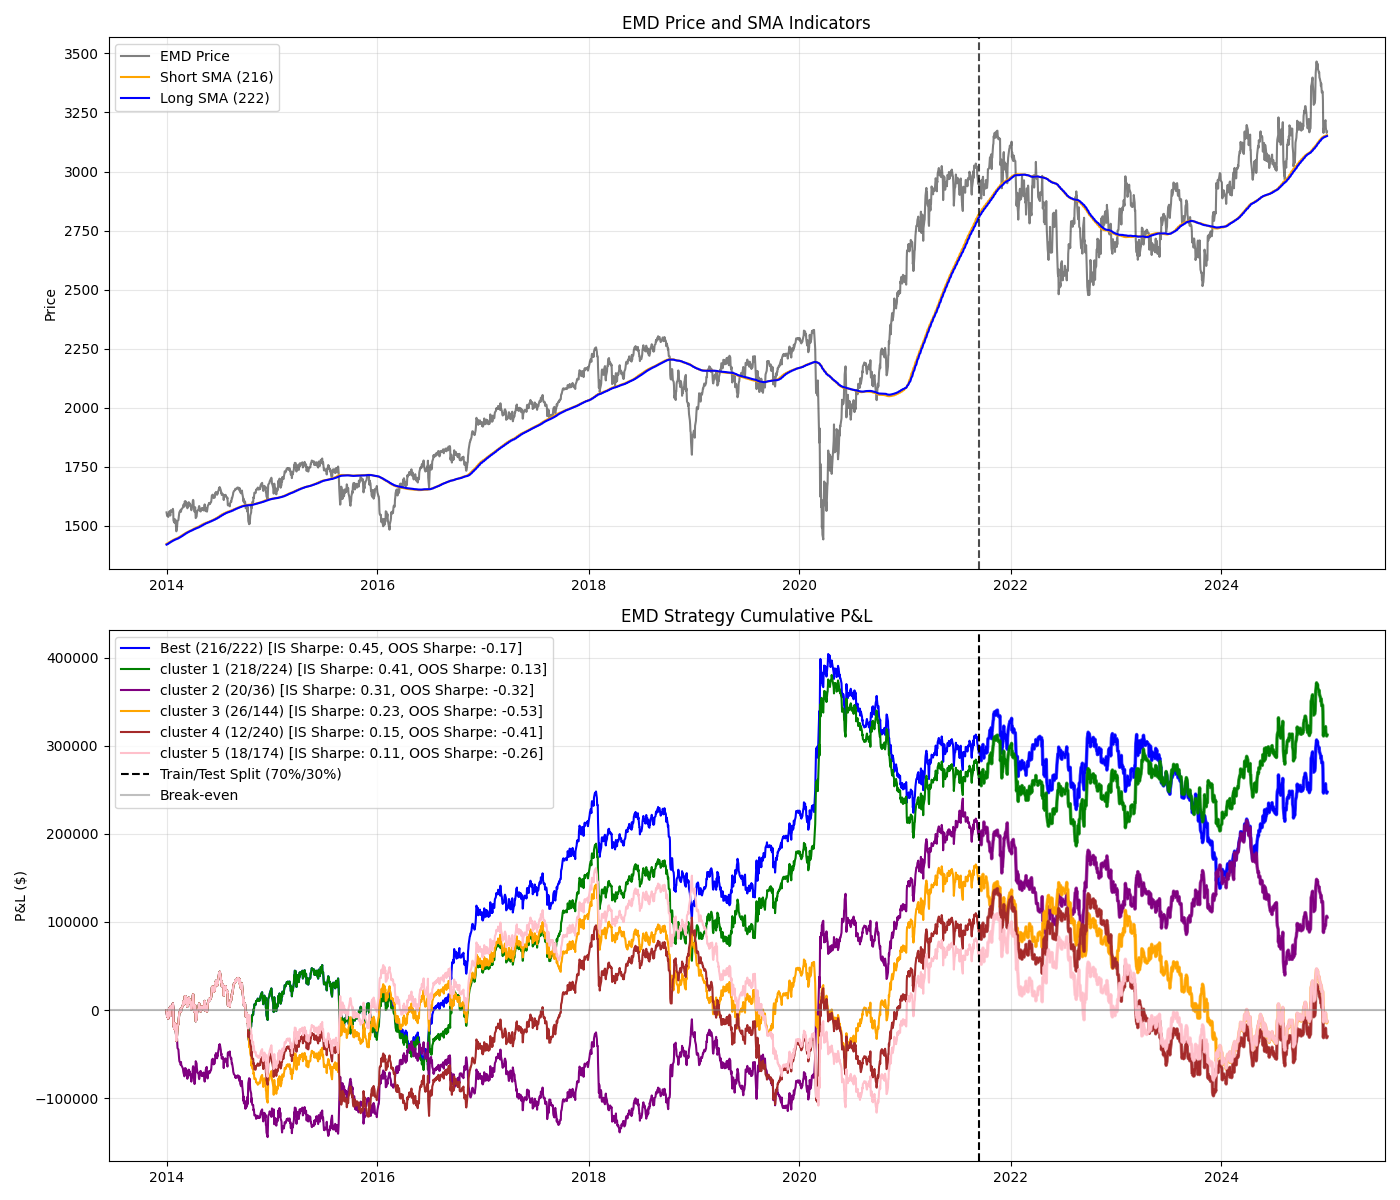 EMD Price and SMA Indicators
EMD Price
Short SMA (216)
Long SMA (222)
Price
3500
3250
3000
2750
2500
2250
2000
1750
1500
2014
2016
2018
2020
2022
2024
EMD Strategy Cumulative P&L
Best (216/222) [IS Sharpe: 0.45, OOS Sharpe: -0.17]
cluster 1 (218/224) [IS Sharpe: 0.41, OOS Sharpe: 0.13]
cluster 2 (20/36) [IS Sharpe: 0.31, OOS Sharpe: -0.32]
cluster 3 (26/144) [IS Sharpe: 0.23, OOS Sharpe: -0.53]
cluster 4 (12/240) [IS Sharpe: 0.15, OOS Sharpe: -0.41]
cluster 5 (18/174) [IS Sharpe: 0.11, OOS Sharpe: -0.26]
Train/Test Split (70%/30%)
Break-even
P&L ($)
400000
300000
200000
100000
0
−100000
2014
2016
2018
2020
2022
2024